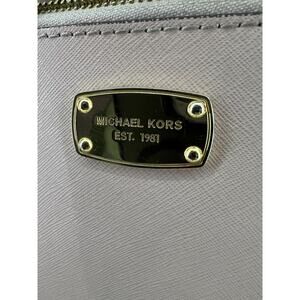 MICHAEL KORS
EST. 1981